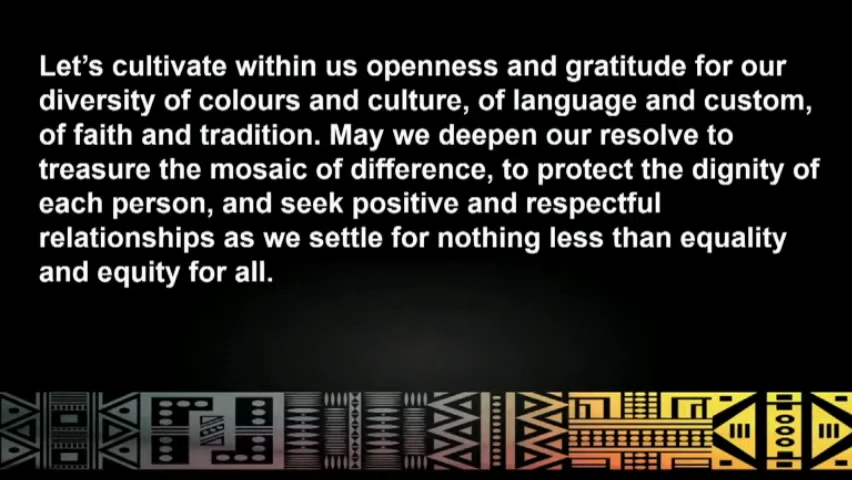 Let’s cultivate within us openness and gratitude for our
diversity of colours and culture, of language and custom,
of faith and tradition. May we deepen our resolve to
treasure the mosaic of difference, to protect the dignity of
each person, and seek positive and respectful
relationships as we settle for nothing less than equality
and equity for all.